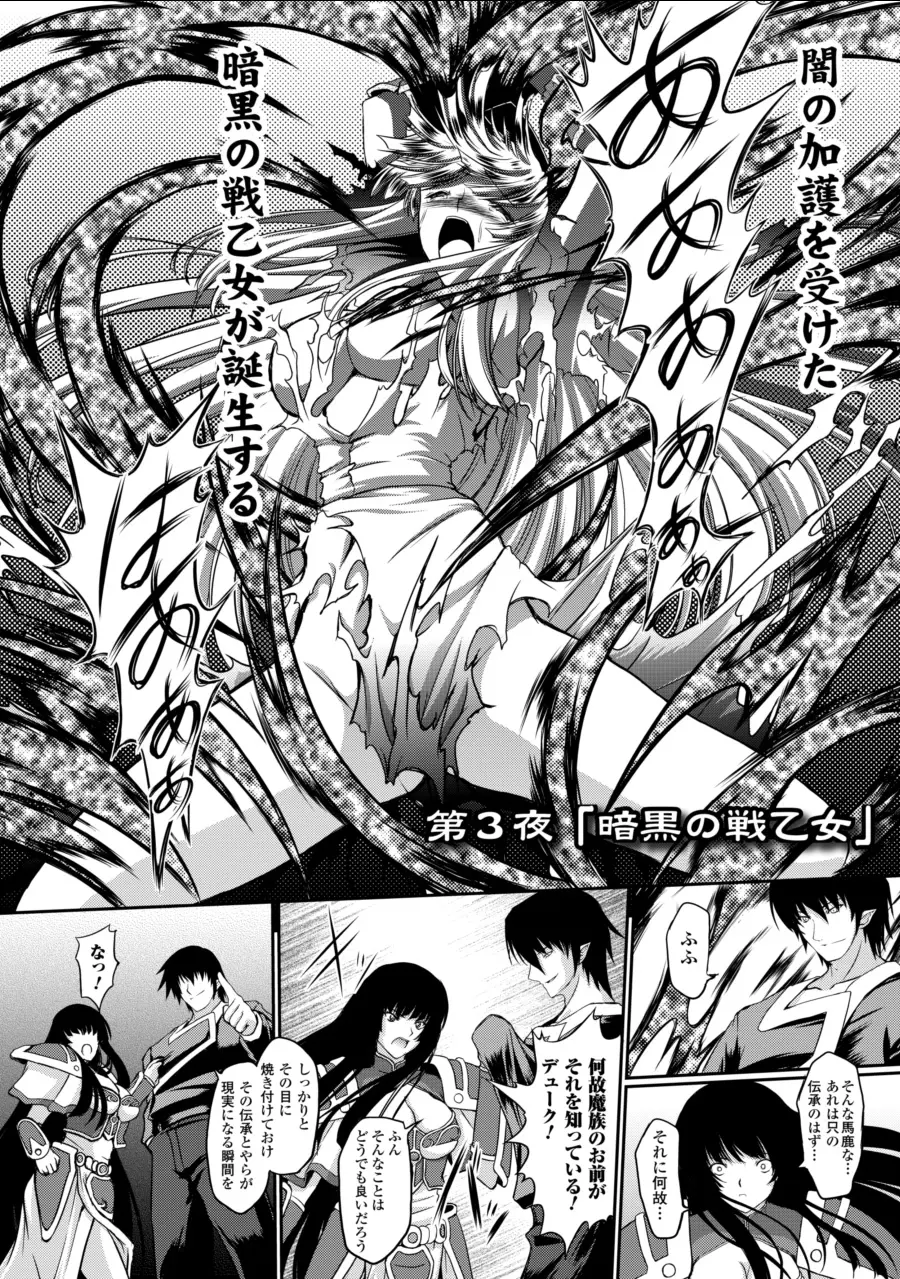 闇の加護を受けた
暗黒の戦乙女が誕生する
ああああぁぁ
あああぁぁ
第3夜「暗黒の戦乙女」
ふふ
そんな馬鹿な…
あれは只の
伝承のはず…
それに何故…
何故魔族のお前が
それを知っている！
デューク！
ふん
そんなことは
どうでも良いだろう
しっかりと
その目に
焼き付けておけ
その伝承とやらが
現実になる瞬間を
なっ！